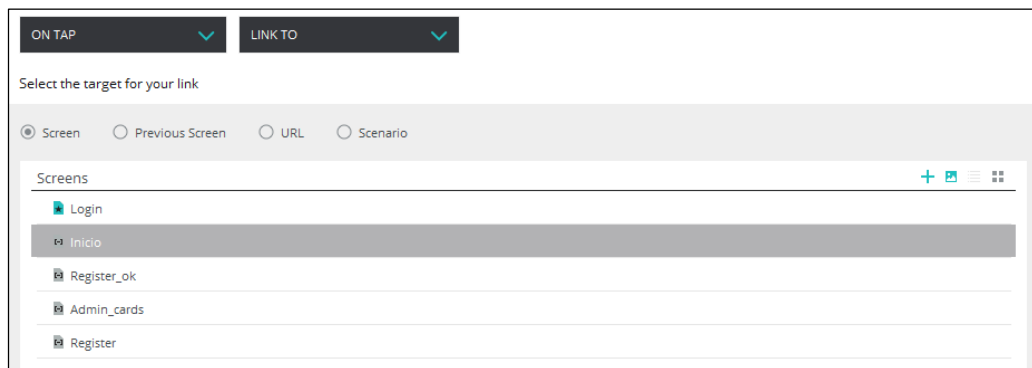 ON TAP LINK TO
Select the target for your link
Screen Previous Screen URL Scenario
Screens
Login
Inicio
Register_ok
Admin_cards
Register